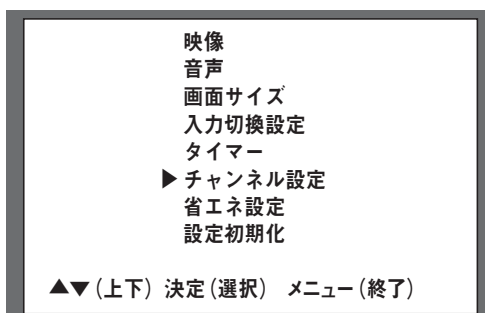 映像
音声
画面サイズ
入力切換設定
タイマー
▶チャンネル設定
省エネ設定
設定初期化
▲▼(上下) 決定(選択) メニュー(終了)